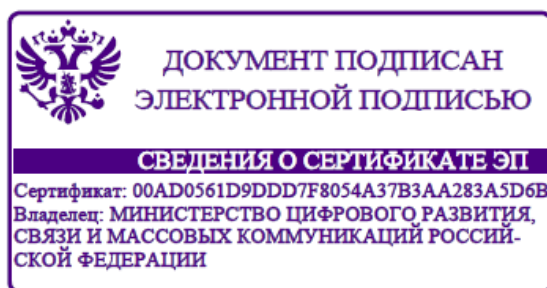 ДОКУМЕНТ ПОДПИСАН
ЭЛЕКТРОННОЙ ПОДПИСЬЮ
СВЕДЕНИЯ О СЕРТИФИКАТЕ ЭП
Сертификат: 00AD0561D9DDD7F8054A37B3AA283A5D6B
Владелец: МИНИСТЕРСТВО ЦИФРОВОГО РАЗВИТИЯ,
СВЯЗИ И МАССОВЫХ КОММУНИКАЦИЙ РОССИЙ-
СКОЙ ФЕДЕРАЦИИ